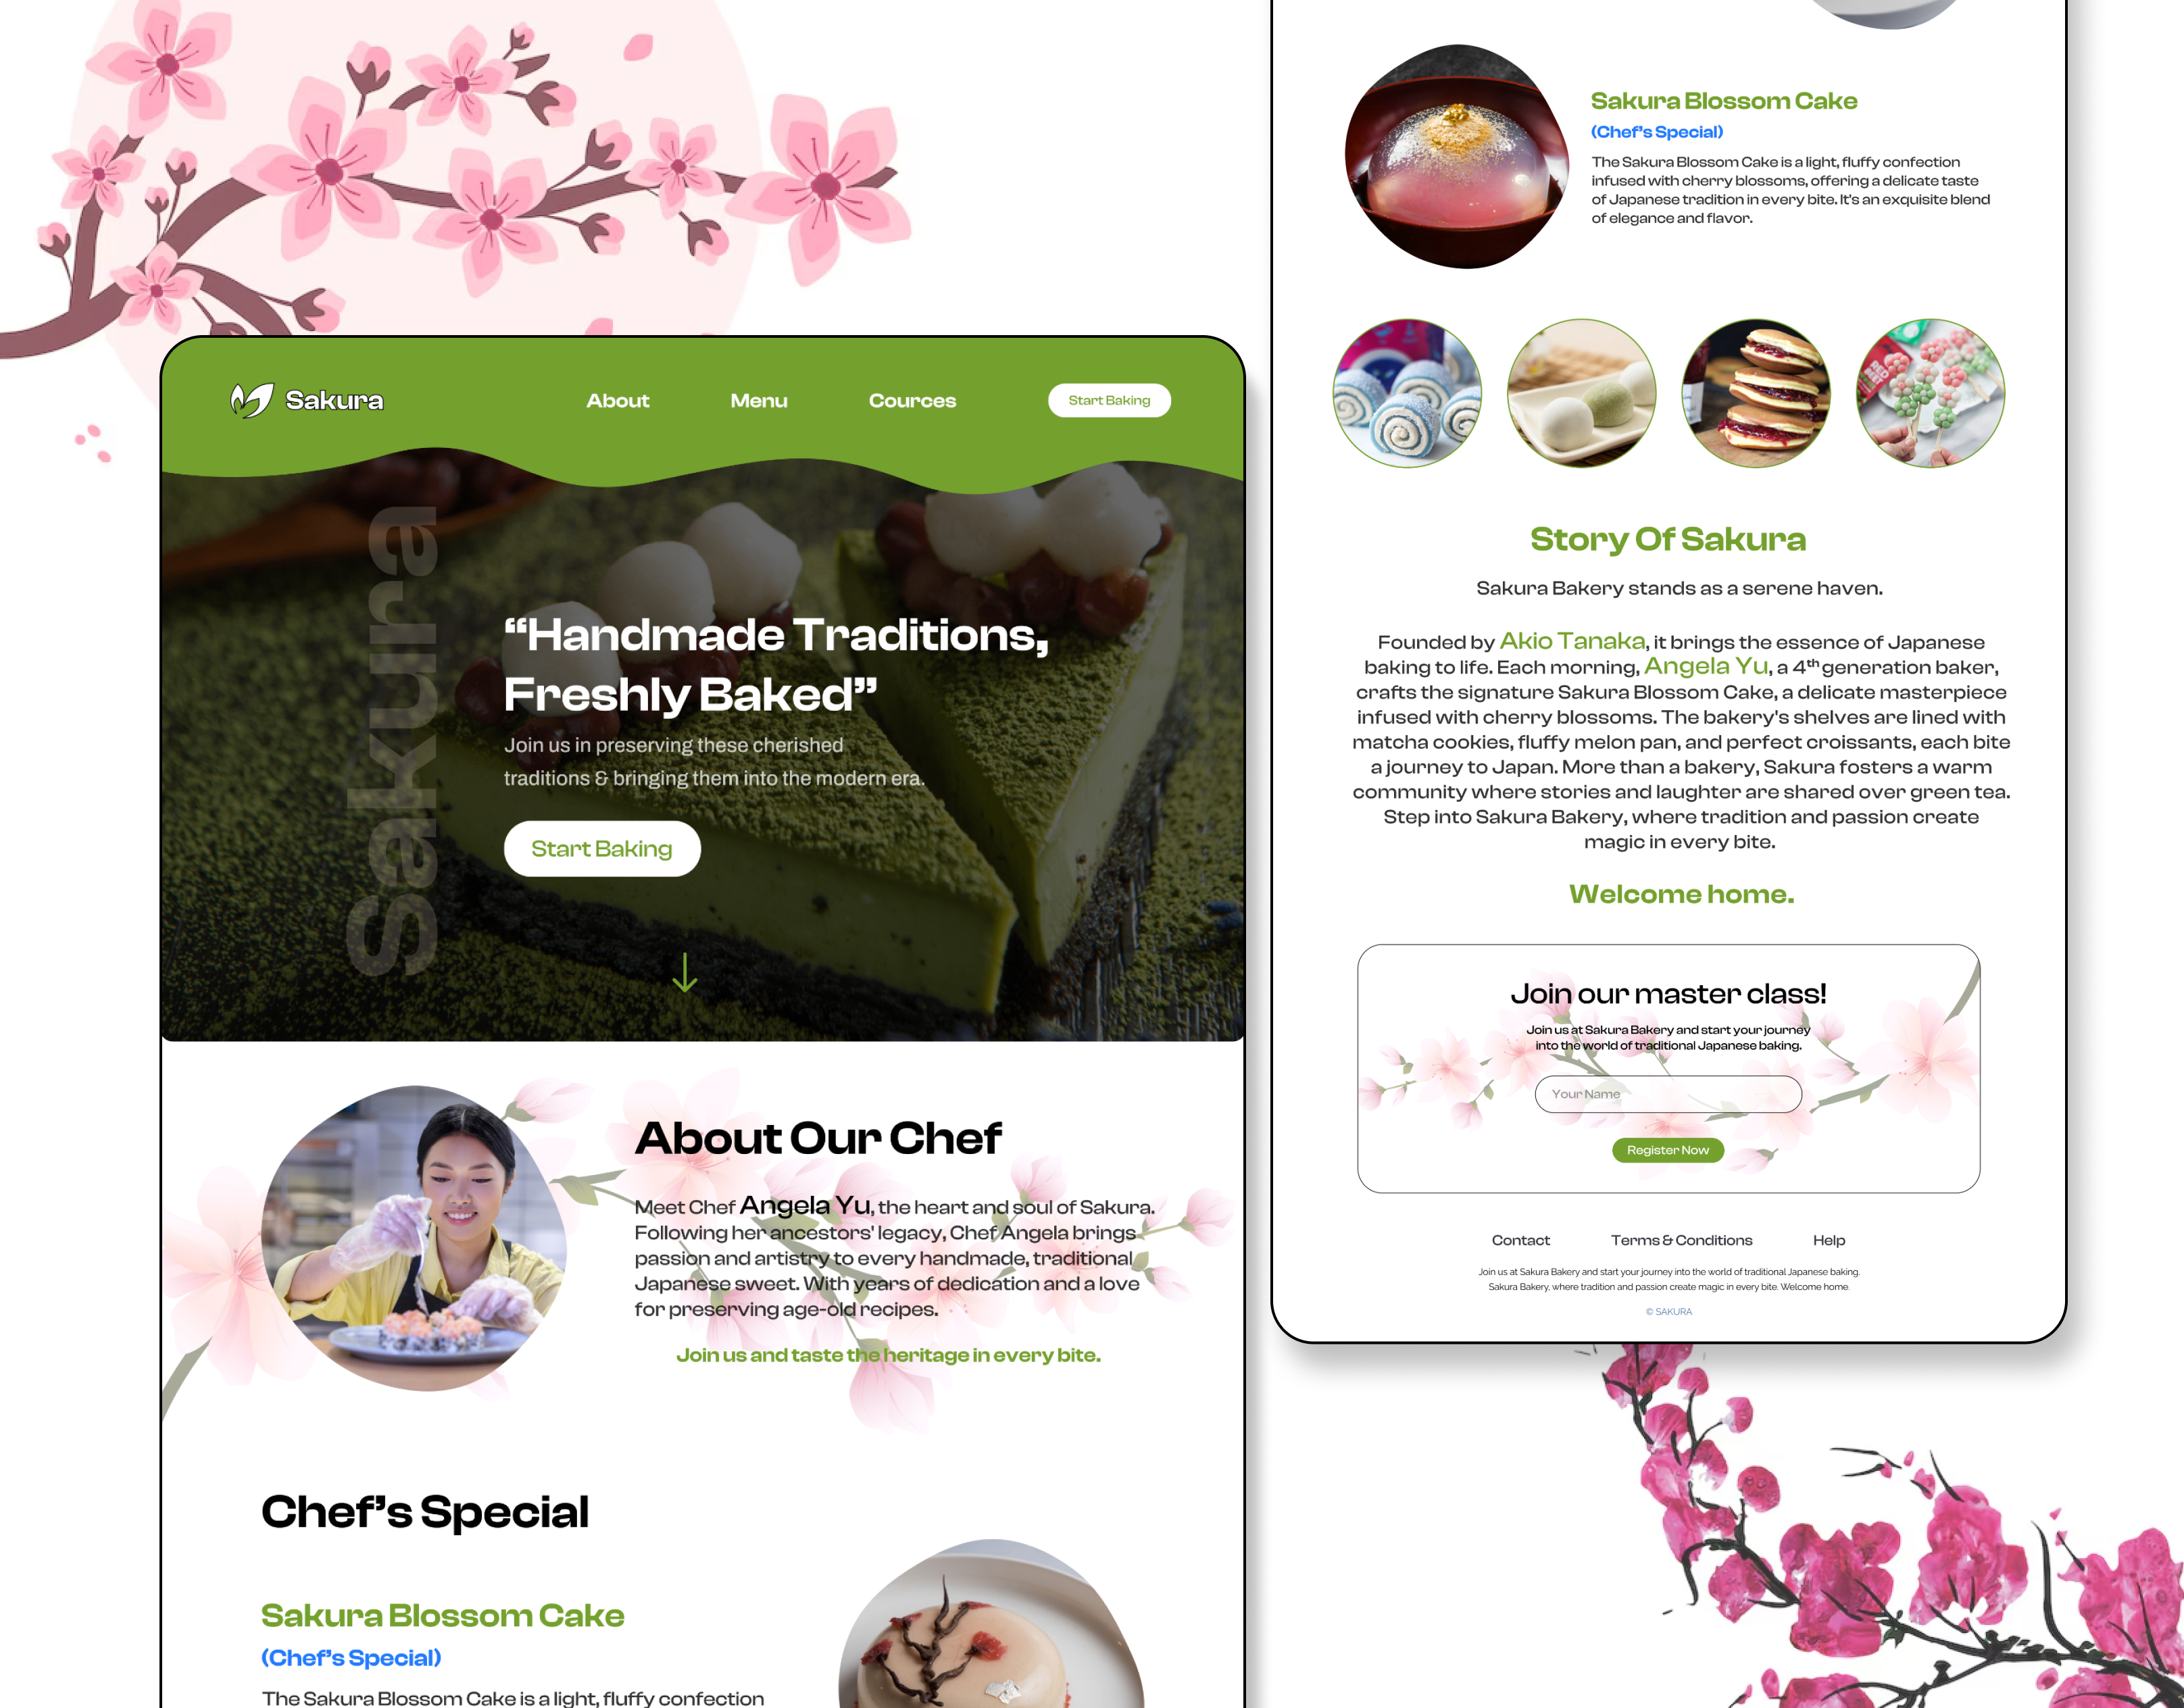 Sakura
About
Menu
Cources
Start Baking
Sakura
“Handmade Traditions,
Freshly Baked”
Join us in preserving these cherished
traditions & bringing them into the modern era.
Start Baking
About Our Chef
Meet Chef Angela Yu, the heart and soul of Sakura.
Following her ancestors' legacy, Chef Angela brings
passion and artistry to every handmade, traditional
Japanese sweet. With years of dedication and a love
for preserving age-old recipes.
Join us and taste the heritage in every bite.
Chef’s Special
Sakura Blossom Cake
(Chef’s Special)
The Sakura Blossom Cake is a light, fluffy confection
Sakura Blossom Cake
(Chef’s Special)
The Sakura Blossom Cake is a light, fluffy confection
infused with cherry blossoms, offering a delicate taste
of Japanese tradition in every bite. It's an exquisite blend
of elegance and flavor.
Story Of Sakura
Sakura Bakery stands as a serene haven.
Founded by Akio Tanaka, it brings the essence of Japanese
baking to life. Each morning, Angela Yu, a 4th generation baker,
crafts the signature Sakura Blossom Cake, a delicate masterpiece
infused with cherry blossoms. The bakery's shelves are lined with
matcha cookies, fluffy melon pan, and perfect croissants, each bite
a journey to Japan. More than a bakery, Sakura fosters a warm
community where stories and laughter are shared over green tea.
Step into Sakura Bakery, where tradition and passion create
magic in every bite.
Welcome home.
Join our master class!
Join us at Sakura Bakery and start your journey
into the world of traditional Japanese baking.
Your Name
Register Now
Contact
Terms & Conditions
Help
Join us at Sakura Bakery and start your journey into the world of traditional Japanese baking.
Sakura Bakery, where tradition and passion create magic in every bite. Welcome home.
© SAKURA